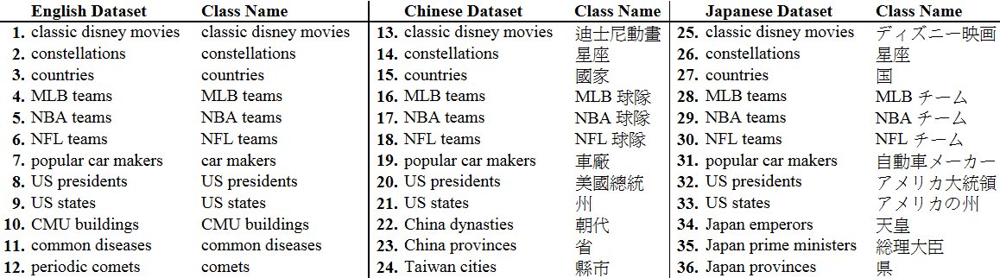 English Dataset Class Name Chinese Dataset Class Name Japanese Dataset Class Name
1. classic disney movies classic disney movies 13. classic disney movies 迪士尼動畫 25. classic disney movies ディズニー映画
2. constellations constellations 14. constellations 星座 26. constellations 星座
3. countries countries 15. countries 國家 27. countries 国
4. MLB teams MLB teams 16. MLB teams MLB 球隊 28. MLB teams MLB チーム
5. NBA teams NBA teams 17. NBA teams NBA 球隊 29. NBA teams NBA チーム
6. NFL teams NFL teams 18. NFL teams NFL 球隊 30. NFL teams NFL チーム
7. popular car makers car makers 19. popular car makers 車廠 31. popular car makers 自動車メーカー
8. US presidents US presidents 20. US presidents 美國總統 32. US presidents アメリカ大統領
9. US states US states 21. US states 州 33. US states アメリカの州
10. CMU buildings CMU buildings 22. China dynasties 朝代 34. Japan emperors 天皇
11. common diseases common diseases 23. China provinces 省 35. Japan prime ministers 総理大臣
12. periodic comets comets 24. Taiwan cities 縣市 36. Japan provinces 県